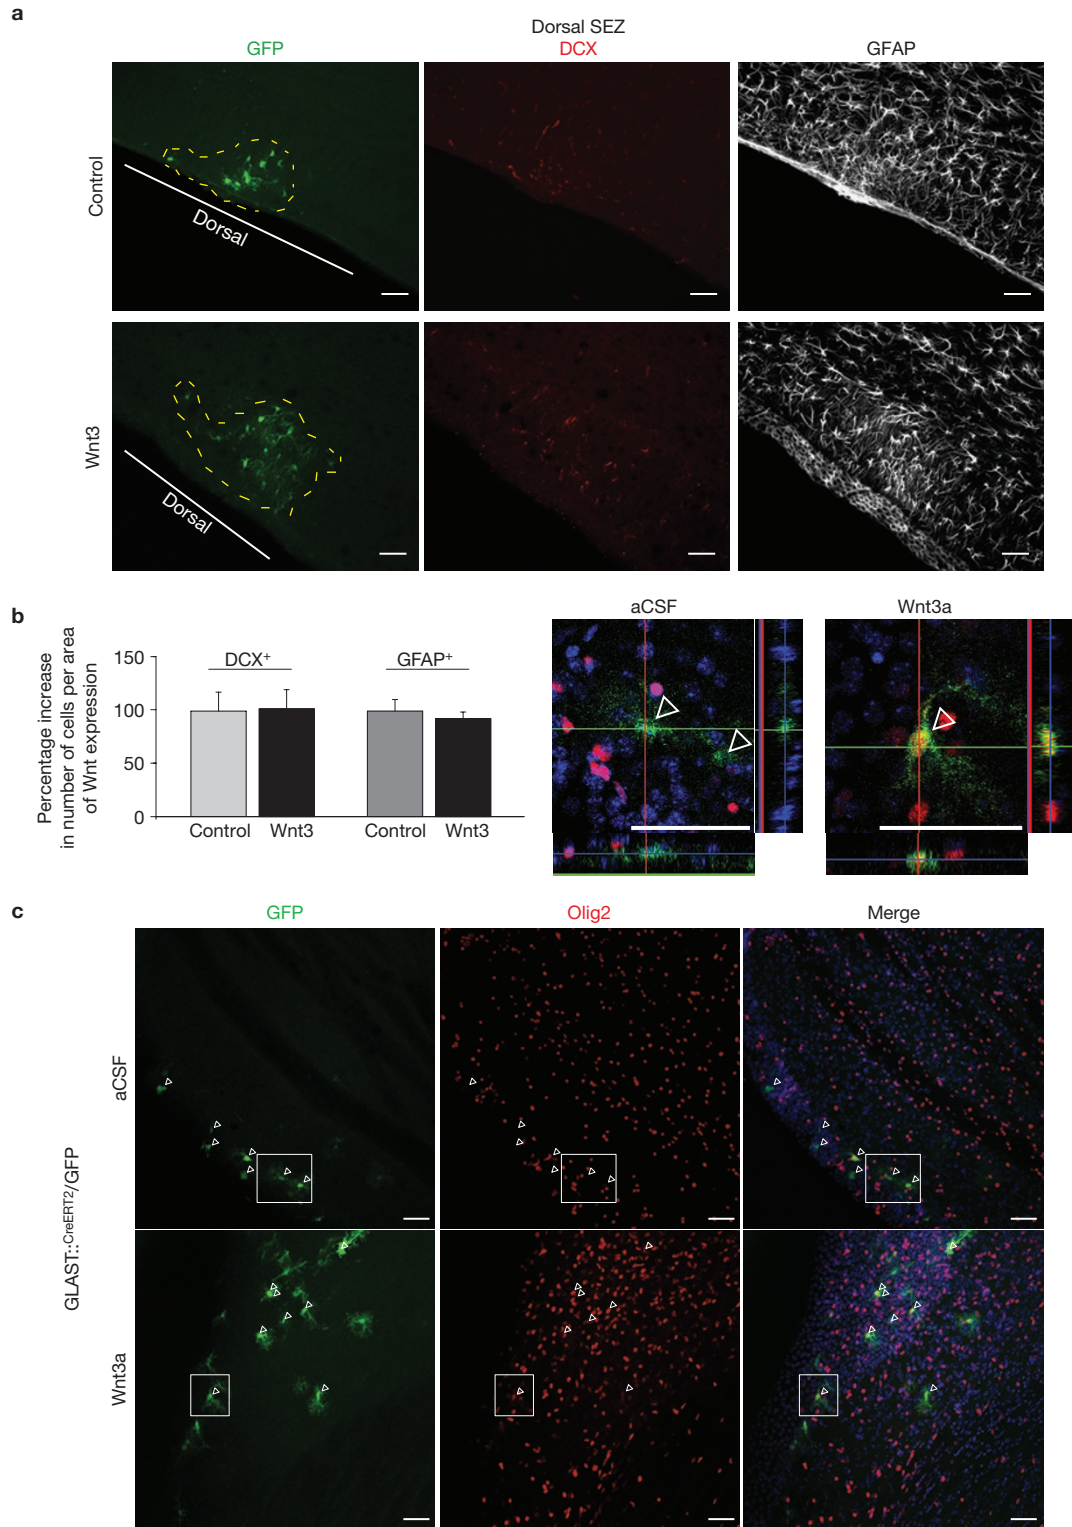 a
Dorsal SEZ
GFP
DCX
GFAP
Control
Dorsal
Wnt3
Dorsal
b
Percentage increase
in number of cells per area
of Wnt expression
150
100
50
0
DCX+
GFAP+
Control
Wnt3
Control
Wnt3
aCSF
Wnt3a
c
GFP
Olig2
Merge
GLAST::CreERT2/GFP
aCSF
Wnt3a